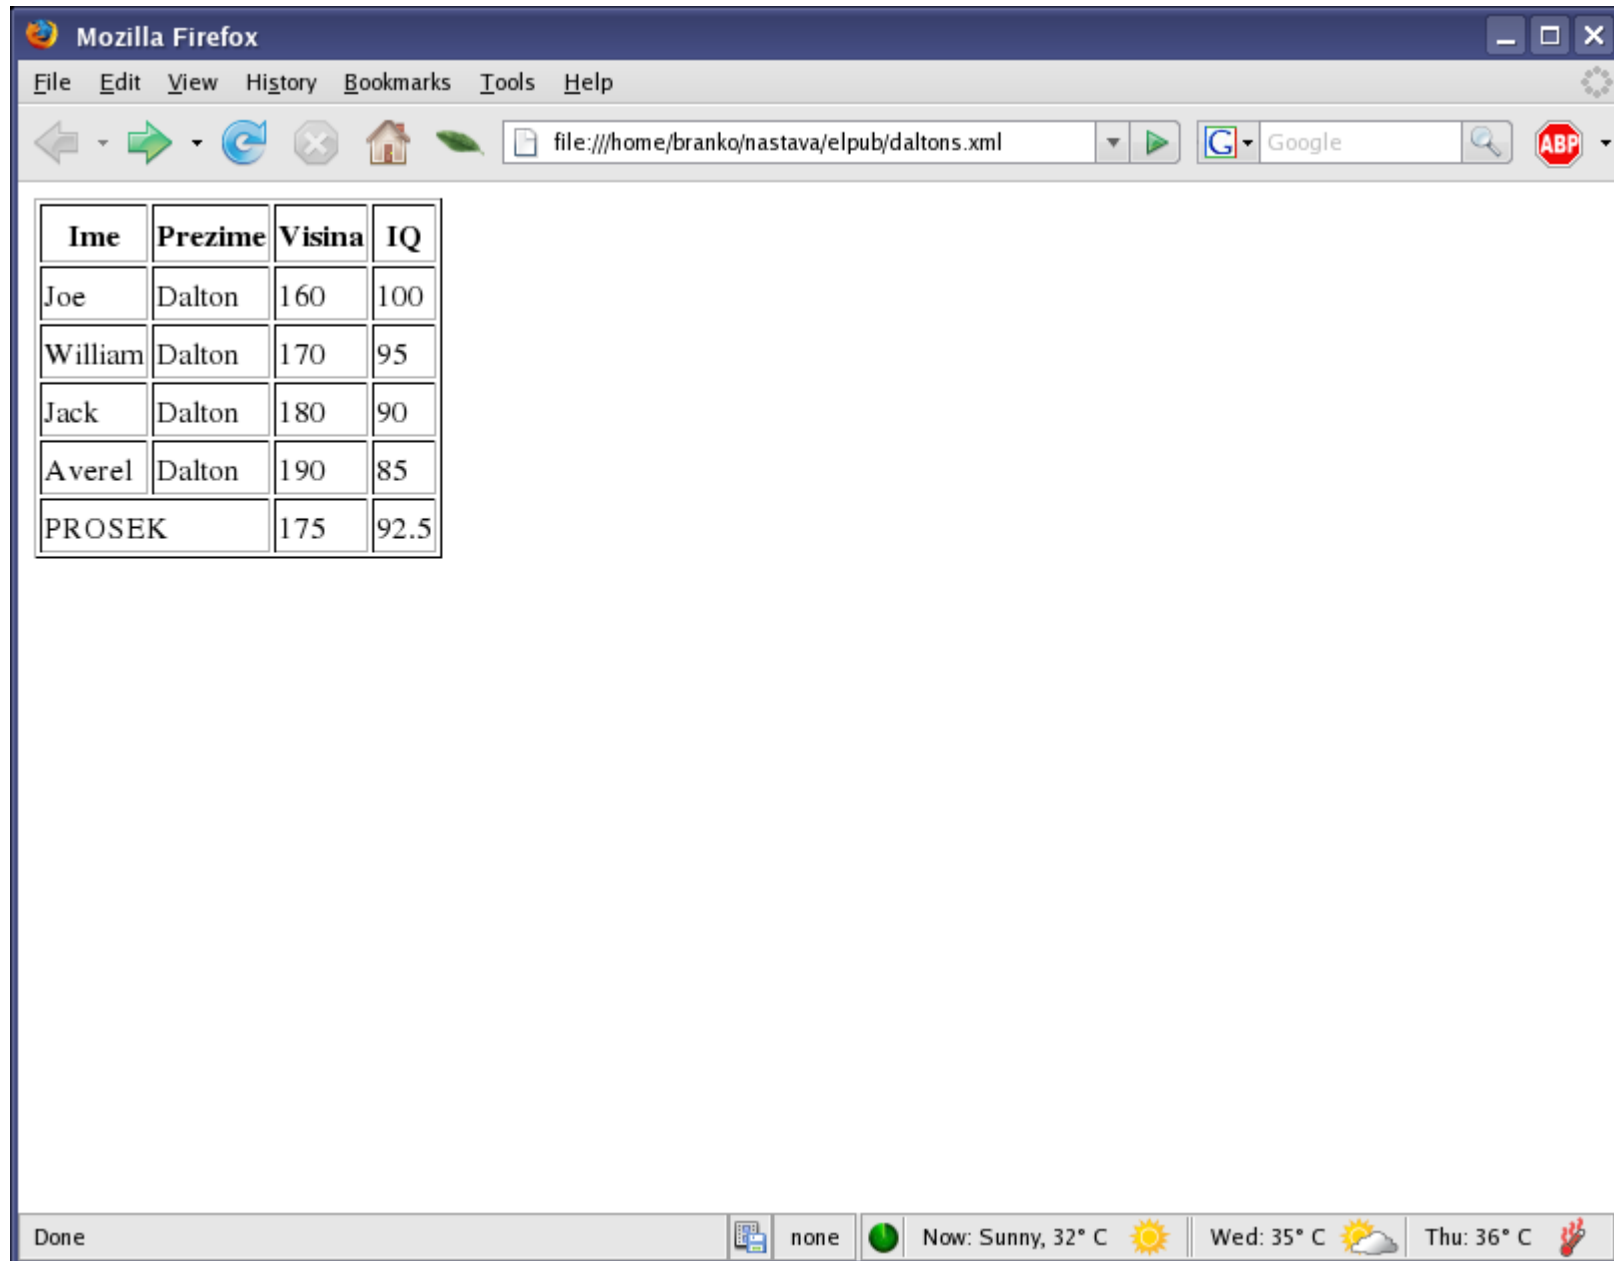 Mozilla Firefox
File Edit View History Bookmarks Tools Help
file:///home/branko/nastava/elpub/daltons.xml G Google ABP
Ime Prezime Visina IQ
Joe Dalton 160 100
William Dalton 170 95
Jack Dalton 180 90
Averel Dalton 190 85
PROSEK 175 92.5
Done none Now: Sunny, 32° C Wed: 35° C Thu: 36° C